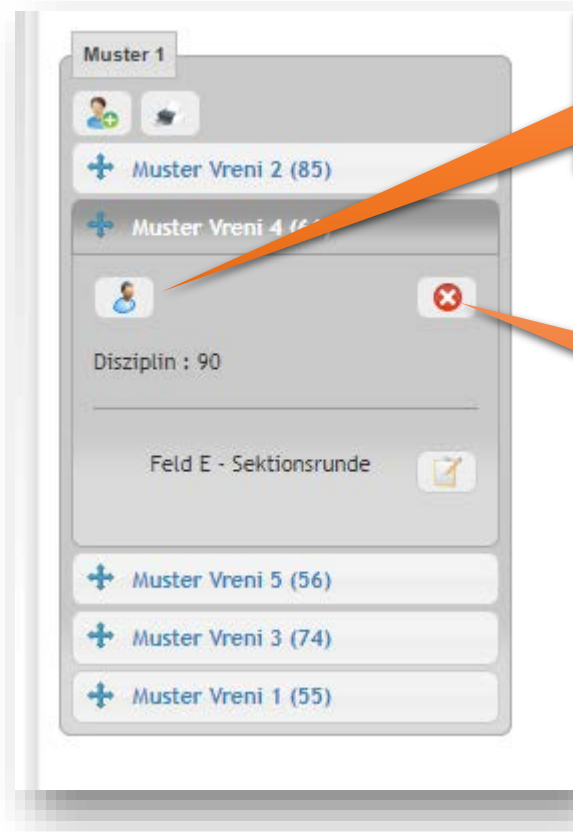 Muster 1
Muster Vreni 2 (85)
Muster Vreni 4
Disziplin : 90
Feld E - Sektionsrunde
Muster Vreni 5 (56)
Muster Vreni 3 (74)
Muster Vreni 1 (55)